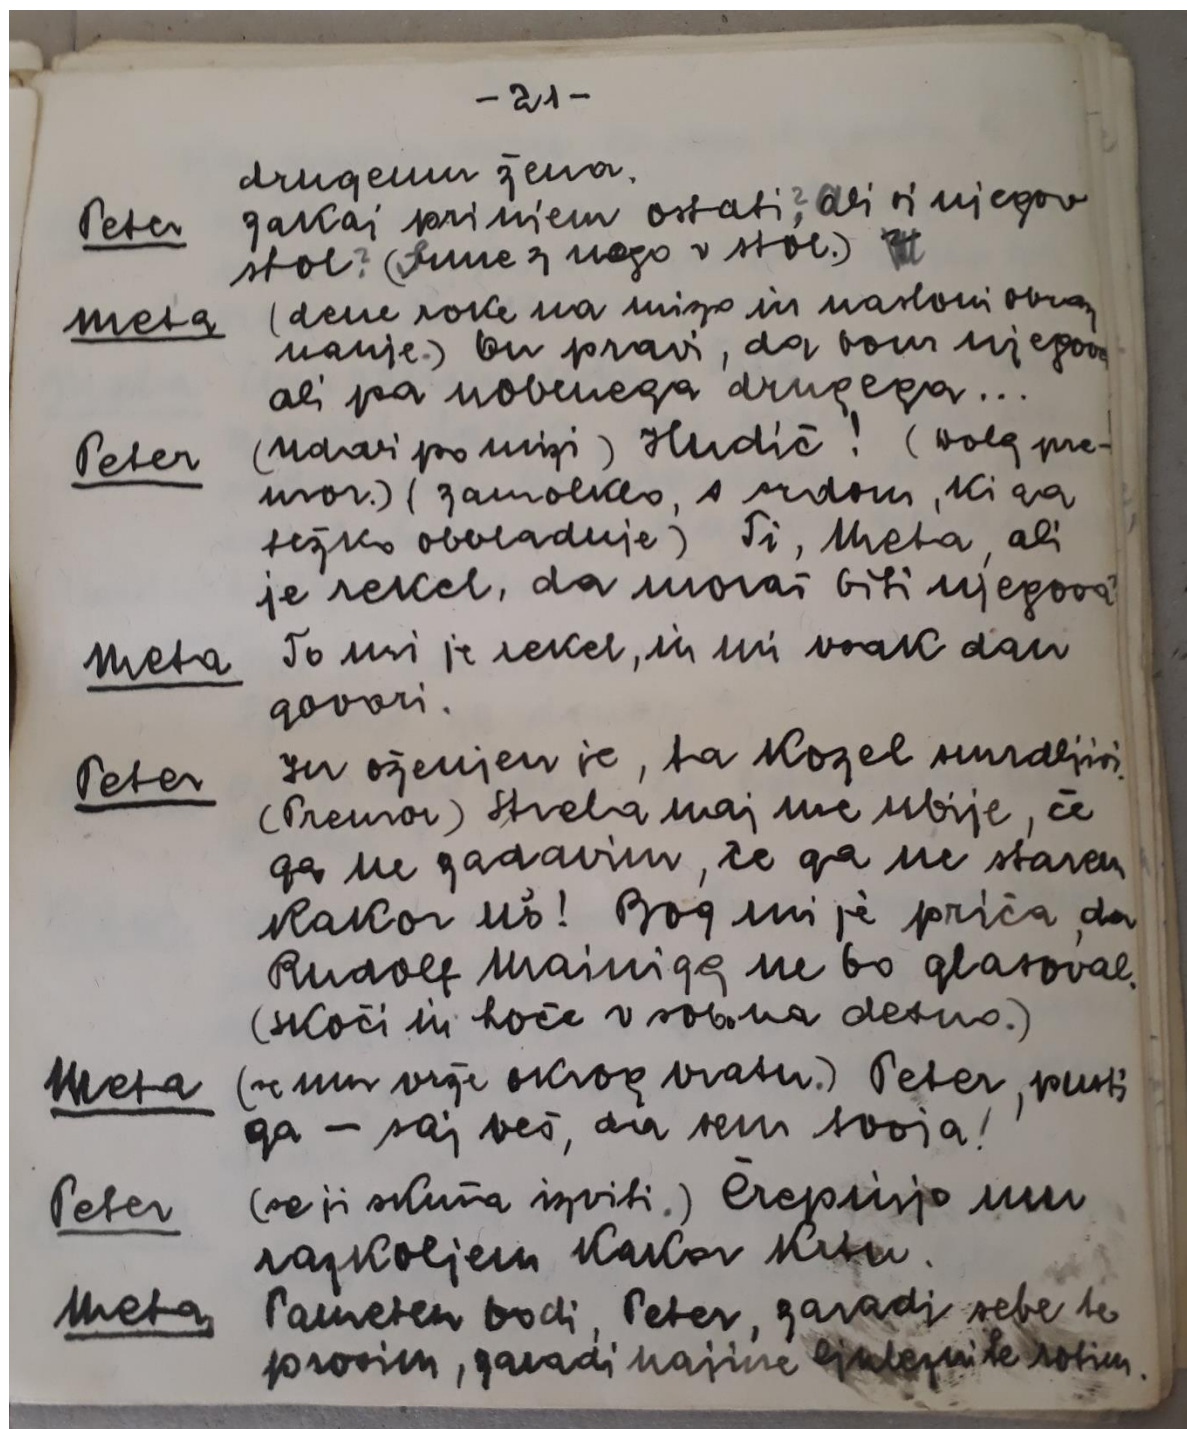 -21-
drugemu žena.
Peter zakaj pri njem ostati? Ali si njegov
stol? (Sune z nogo v stol.)
Meta (dene roke na mizo in nasloni obraz
nanje.) On pravi, da bom njegova
ali pa nobenega drugega...
Peter (Udari po mizi) Hudič! (Dolg pre-
mor.) (zamolklo, s srdom, ki ga
težko obvladuje) Ti, Meta, ali
je rekel, da moraš biti njegova?
Meta To mi je rekel, in mi vsak dan
govori.
Peter In oženjen je, ta kozel smrdljivi.
(Premor) Strela naj me ubije, če
ga ne zadavim, če ga ne starem
kakor uš! Bog mi je priča, da
Rudolf Mainiga ne bo glasoval.
(skoči in hoče v sobo na desno.)
Meta (se mu vrže okrog vratu.) Peter, pusti
ga — saj veš, da sem tvoja!
Peter (se ji skuša izviti.) Črepinjo mu
razkoljem kakor krtu.
Meta Pameten bodi, Peter, zaradi sebe te
prosim, zaradi najine ljubezni te rotim.